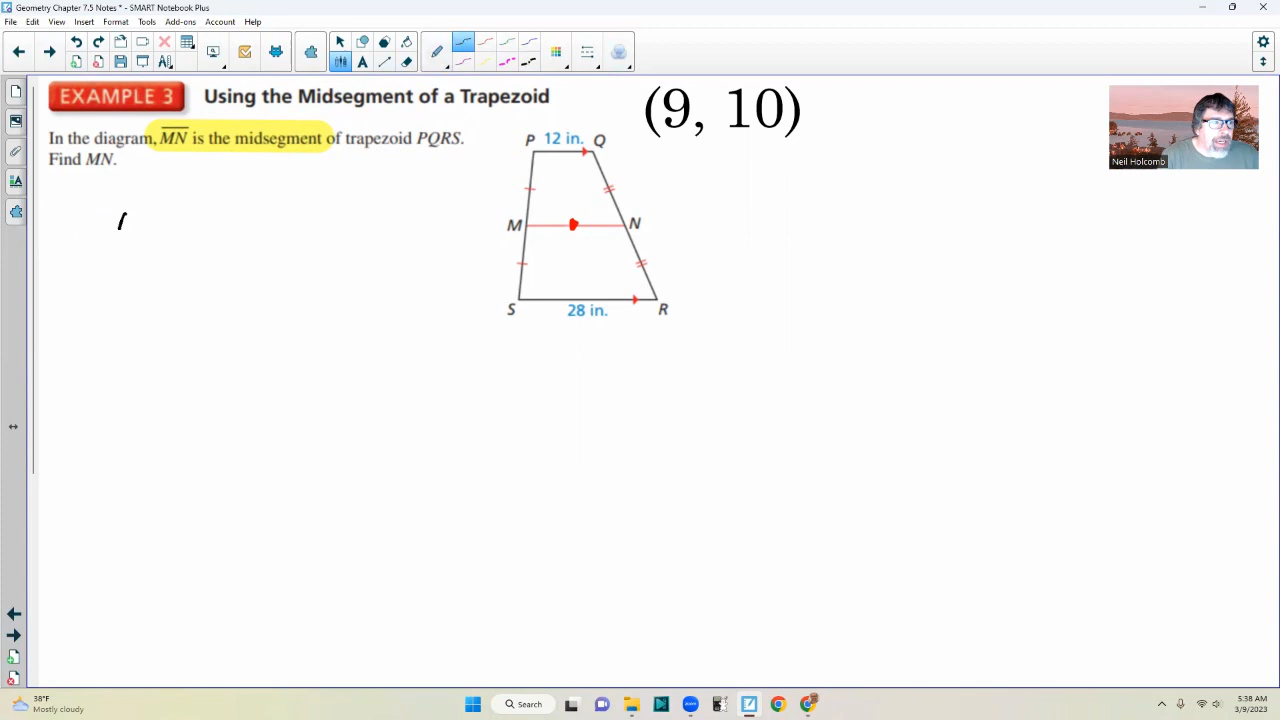 Geometry Chapter 7.5 Notes * - SMART Notebook Plus
File Edit View Insert Format Tools Add-ons Account Help
EXAMPLE 3 Using the Midsegment of a Trapezoid
(9, 10)
In the diagram, MN is the midsegment of trapezoid PQRS.
Find MN.
P 12 in. Q
M N
S 28 in. R
Neil Holcomb
38°F
Mostly cloudy
Search
5:38 AM
3/9/2023